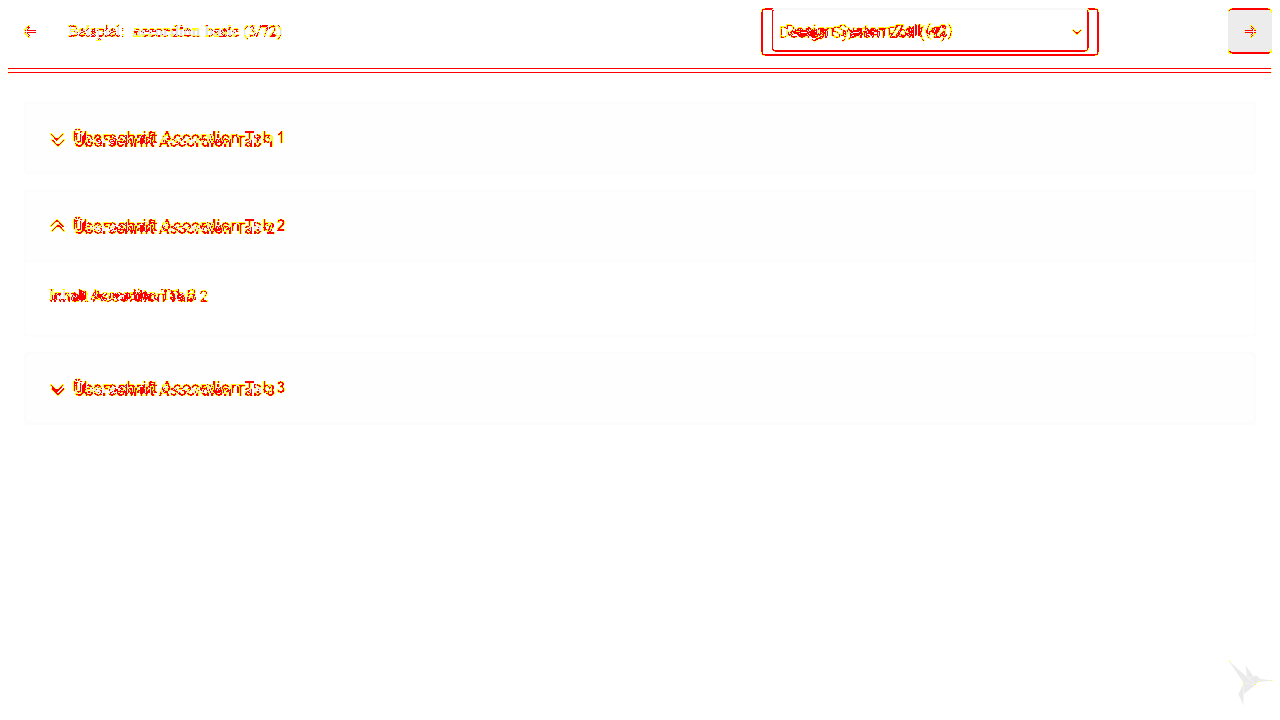 Beispiel: accordion basic (3/72)
Design System Zoll (v2)
Überschrift Accordion Tab 1
Überschrift Accordion Tab 2
Inhalt Accordion Tab 2
Überschrift Accordion Tab 3